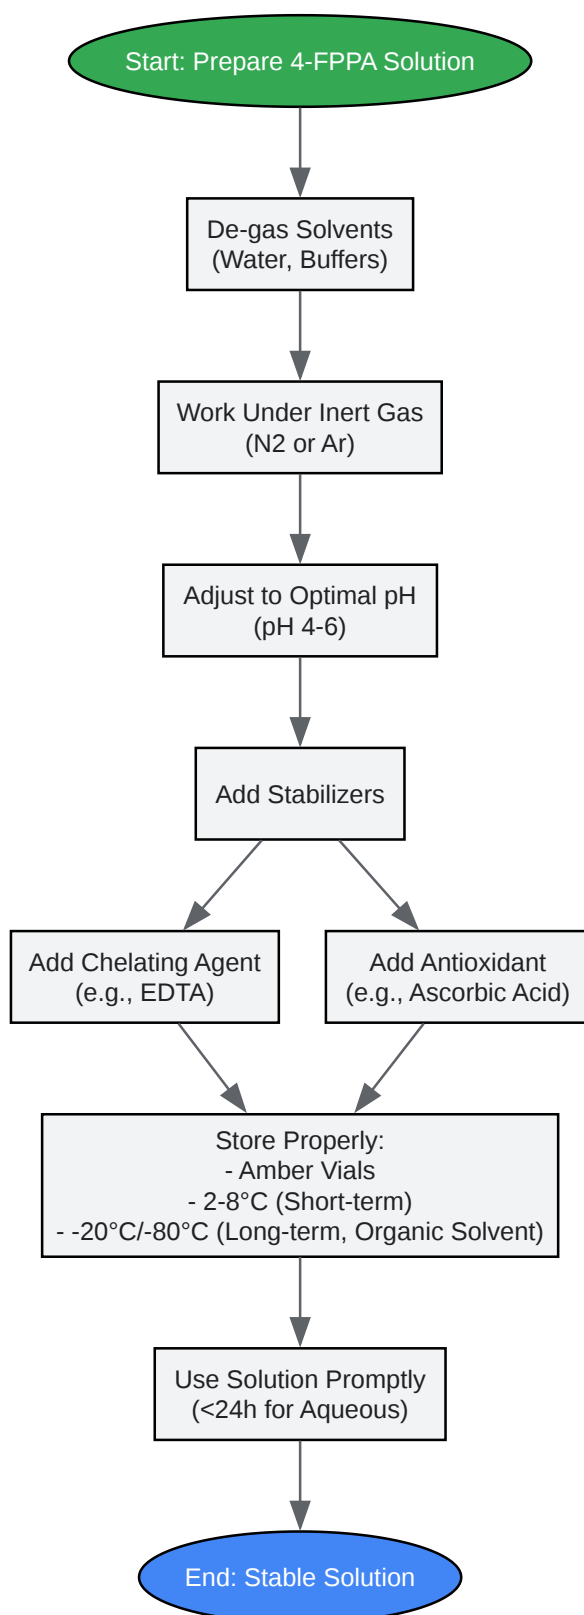 Start: Prepare 4-FPPA Solution
De-gas Solvents
(Water, Buffers)
Work Under Inert Gas
(N2 or Ar)
Adjust to Optimal pH
(pH 4-6)
Add Stabilizers
Add Chelating Agent
(e.g., EDTA)
Add Antioxidant
(e.g., Ascorbic Acid)
Store Properly:
- Amber Vials
- 2-8°C (Short-term)
- -20°C/-80°C (Long-term, Organic Solvent)
Use Solution Promptly
(<24h for Aqueous)
End: Stable Solution